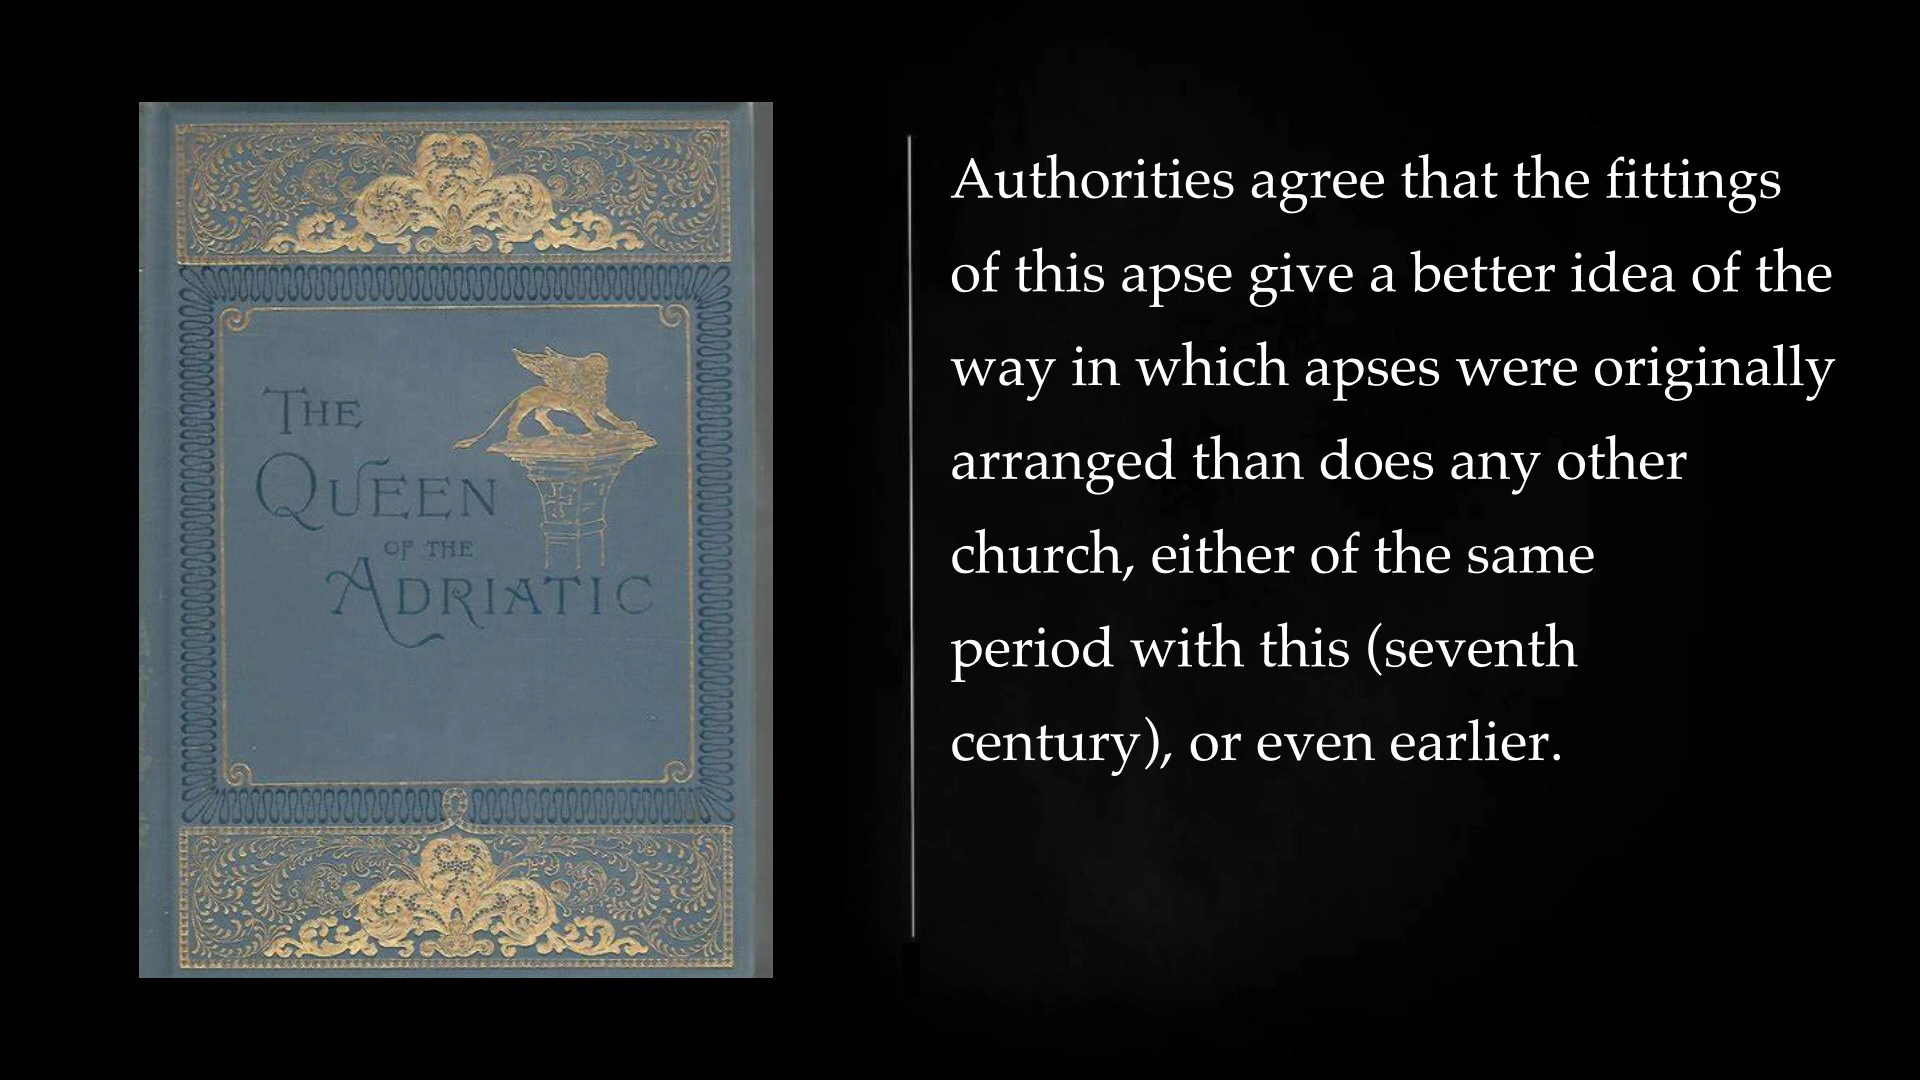 THE
QUEEN
OF THE
ADRIATIC
Authorities agree that the fittings
of this apse give a better idea of the
way in which apses were originally
arranged than does any other
church, either of the same
period with this (seventh
century), or even earlier.